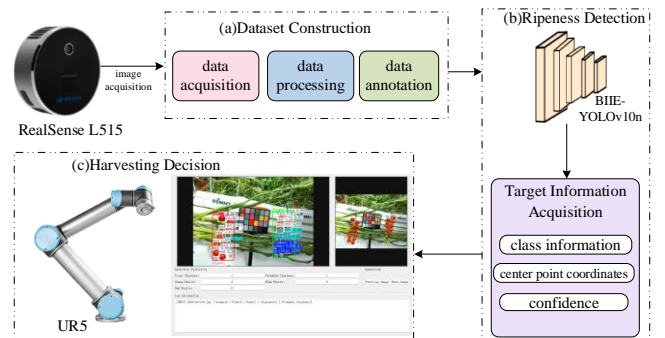 (a)Dataset Construction
data
acquisition
data
processing
data
annotation
image
acquisition
RealSense L515
(b)Ripeness Detection
BIIE-
YOLOv10n
Target Information
Acquisition
class information
center point coordinates
confidence
(c)Harvesting Decision
UR5